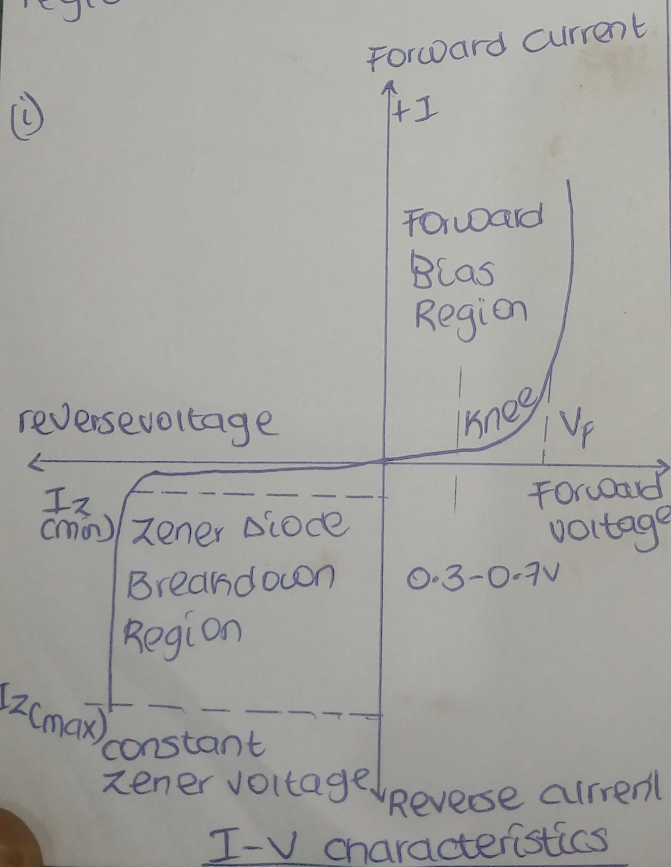 regio
(i)
Forward current
+I
Forward
Bias
Region
reversevoltage
Knee
VF
Iz
(min)
Forward
voltage
Zener Diode
Breakdown
Region
0.3-0.7V
Iz(max)
constant
Zener voltage
Reverse current
I-V characteristics